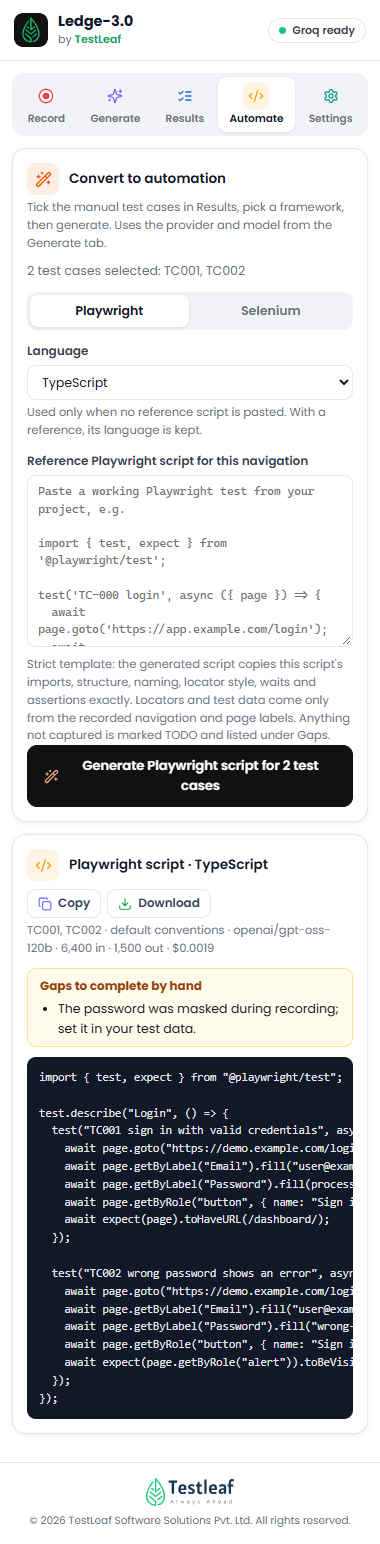 Ledge-3.0
by TestLeaf
Groq ready
Record
Generate
Results
Automate
Settings
Convert to automation
Tick the manual test cases in Results, pick a framework,
then generate. Uses the provider and model from the
Generate tab.
2 test cases selected: TC001, TC002
Playwright
Selenium
Language
TypeScript
Used only when no reference script is pasted. With a
reference, its language is kept.
Reference Playwright script for this navigation
Paste a working Playwright test from your
project, e.g.
import { test, expect } from
'@playwright/test';
test('TC-000 login', async ({ page }) => {
  await
page.goto('https://app.example.com/login');
Strict template: the generated script copies this script's
imports, structure, naming, locator style, waits and
assertions exactly. Locators and test data come only
from the recorded navigation and page labels. Anything
not captured is marked TODO and listed under Gaps.
Generate Playwright script for 2 test
cases
Playwright script · TypeScript
Copy
Download
TC001, TC002 · default conventions · openai/gpt-oss-
120b · 6,400 in · 1,500 out · $0.0019
Gaps to complete by hand
• The password was masked during recording;
set it in your test data.
import { test, expect } from "@playwright/test";
test.describe("Login", () => {
  test("TC001 sign in with valid credentials", asy
    await page.goto("https://demo.example.com/logi
    await page.getByLabel("Email").fill("user@exam
    await page.getByLabel("Password").fill(process
    await page.getByRole("button", { name: "Sign i
    await expect(page).toHaveURL(/dashboard/);
  });
  test("TC002 wrong password shows an error", asyn
    await page.goto("https://demo.example.com/logi
    await page.getByLabel("Email").fill("user@exam
    await page.getByLabel("Password").fill("wrong-
    await page.getByRole("button", { name: "Sign i
    await expect(page.getByRole("alert")).toBeVisi
  });
});
Testleaf
Always Ahead
© 2026 TestLeaf Software Solutions Pvt. Ltd. All rights reserved.